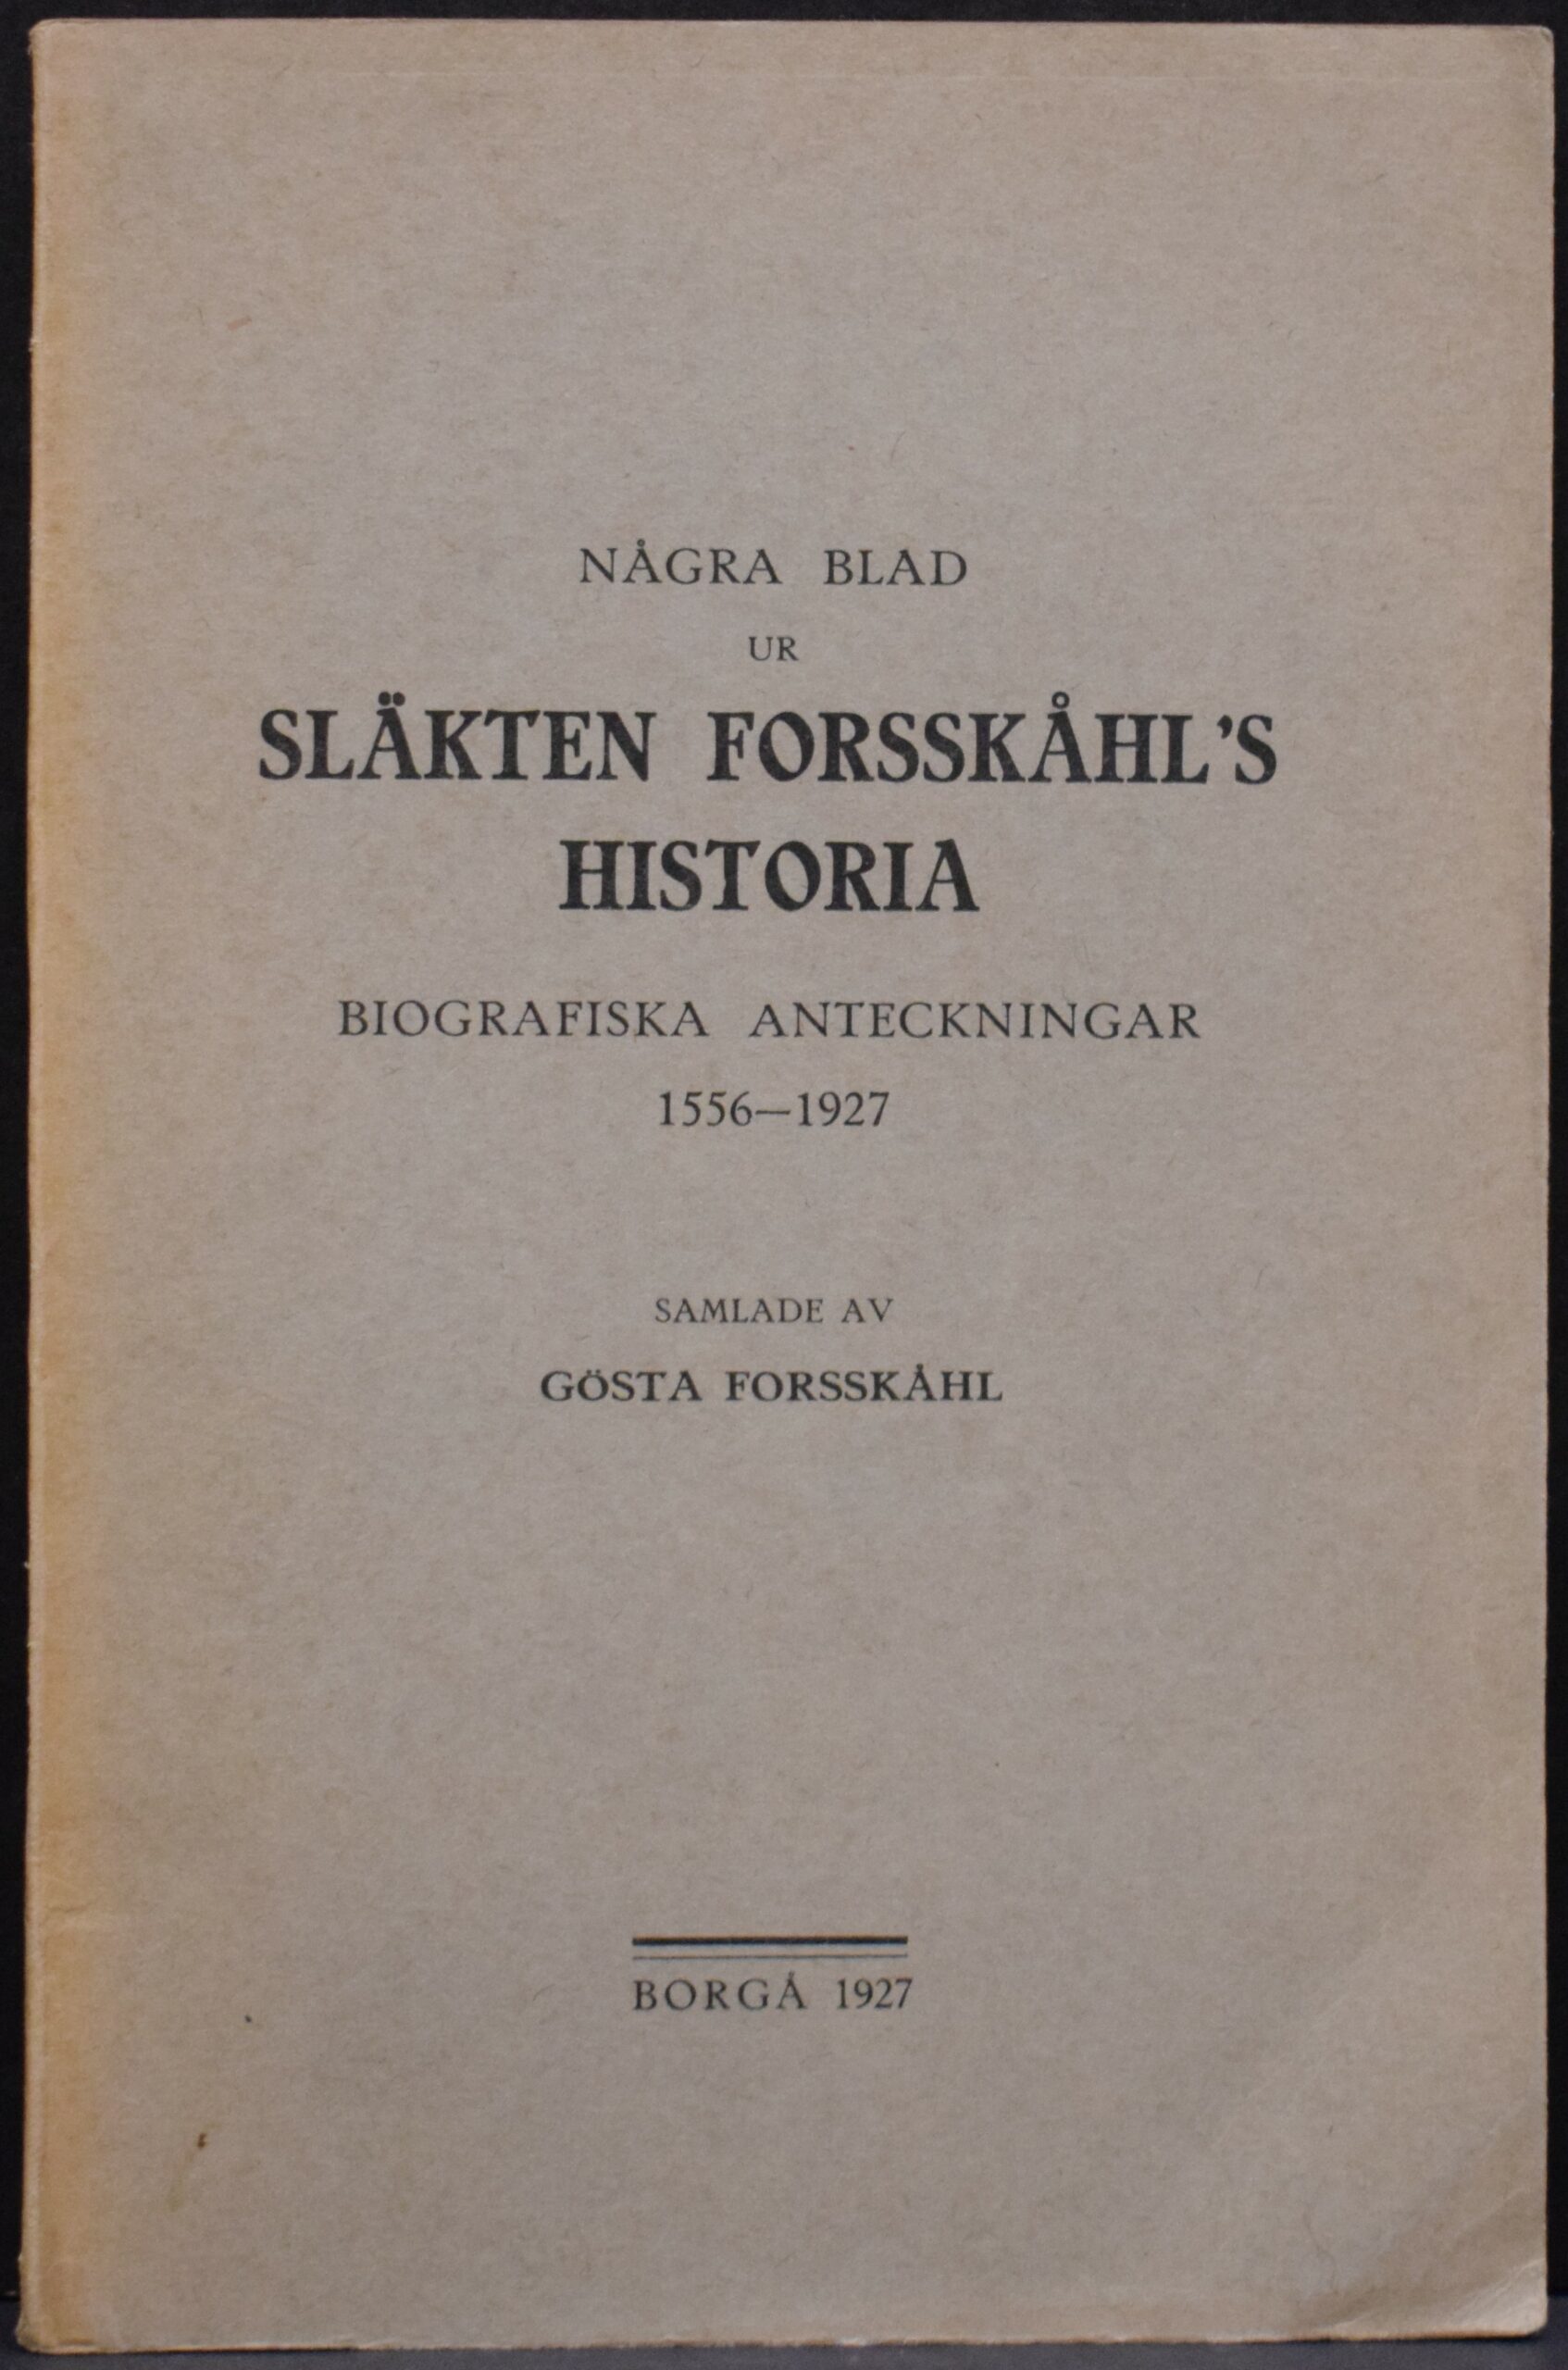 NÅGRA BLAD
UR
SLÄKTEN FORSSKÅHL'S
HISTORIA
BIOGRAFISKA ANTECKNINGAR
1556—1927
SAMLADE AV
GÖSTA FORSSKÅHL
BORGÅ 1927